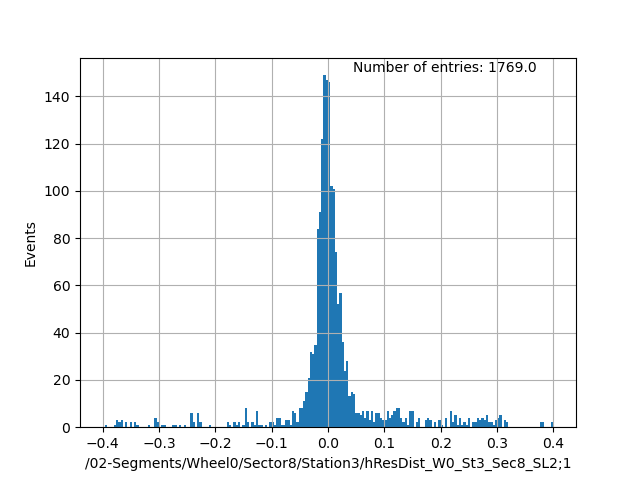 Number of entries: 1769.0
Events
140
120
100
80
60
40
20
0
−0.4 −0.3 −0.2 −0.1 0.0 0.1 0.2 0.3 0.4
/02-Segments/Wheel0/Sector8/Station3/hResDist_W0_St3_Sec8_SL2;1